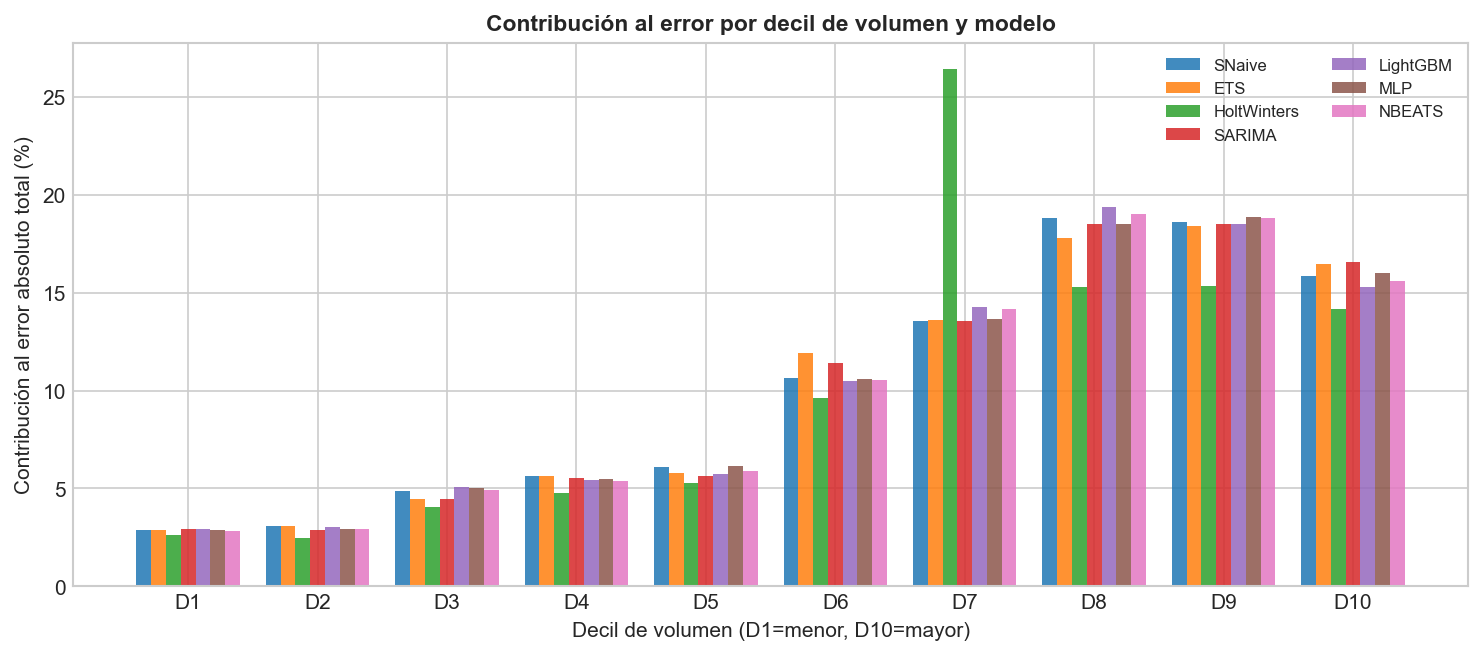 Contribución al error por decil de volumen y modelo
Contribución al error absoluto total (%)
25
20
15
10
5
0
SNaive
ETS
HoltWinters
SARIMA
LightGBM
MLP
NBEATS
D1 D2 D3 D4 D5 D6 D7 D8 D9 D10
Decil de volumen (D1=menor, D10=mayor)